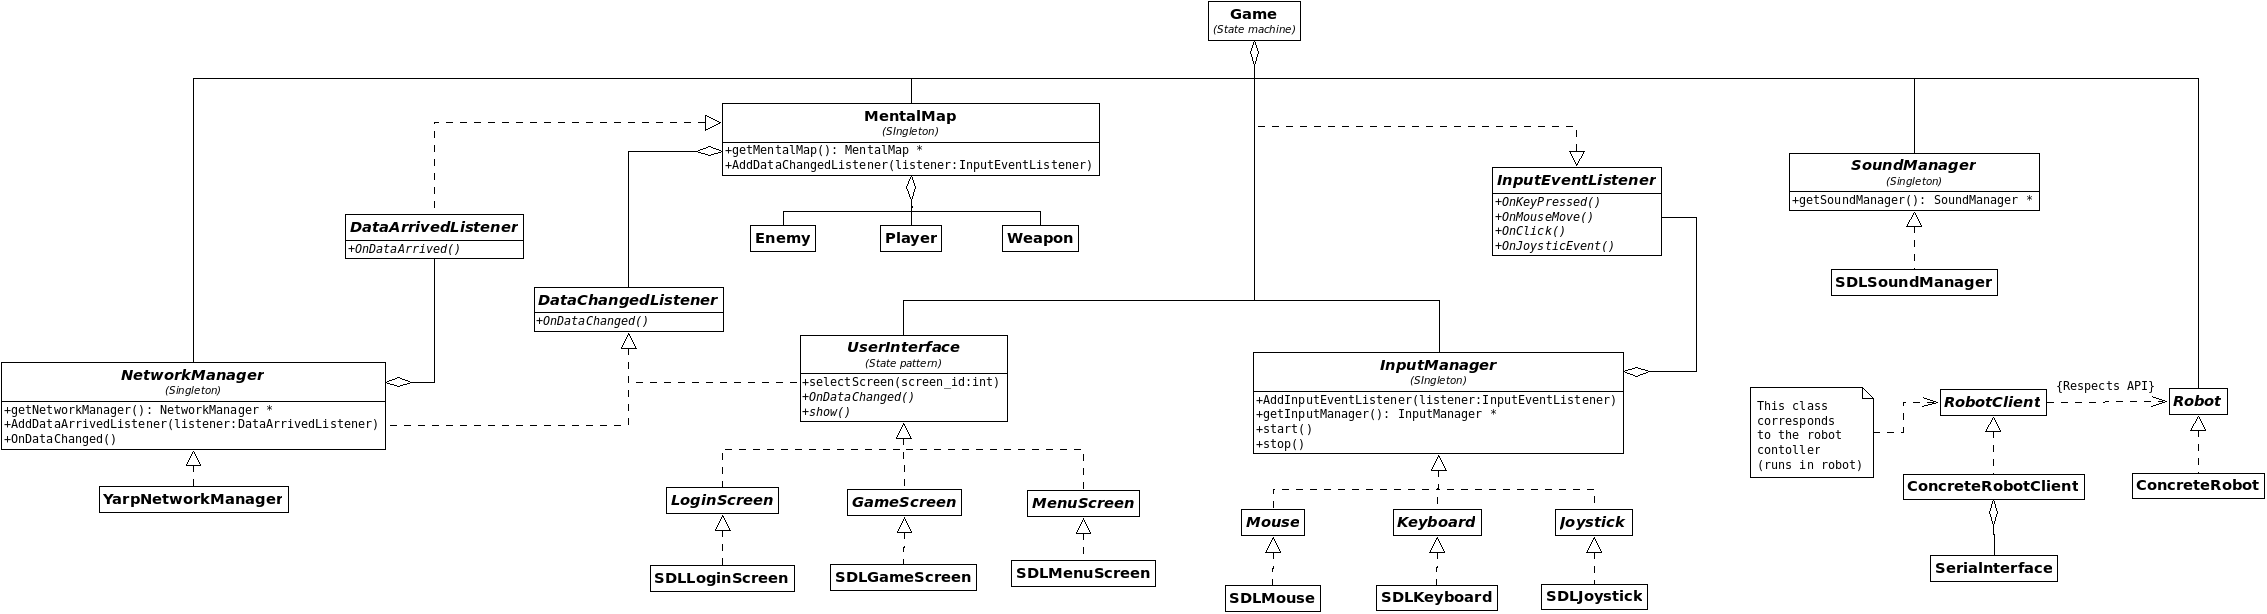 Game
(State machine)
MentalMap
(SIngleton)
+getMentalMap(): MentalMap *
+AddDataChangedListener(listener:InputEventListener)
Enemy
Player
Weapon
DataArrivedListener
+OnDataArrived()
DataChangedListener
+OnDataChanged()
InputEventListener
+OnKeyPressed()
+OnMouseMove()
+OnClick()
+OnJoysticEvent()
SoundManager
(Singleton)
+getSoundManager(): SoundManager *
SDLSoundManager
NetworkManager
(Singleton)
+getNetworkManager(): NetworkManager *
+AddDataArrivedListener(listener:DataArrivedListener)
+OnDataChanged()
YarpNetworkManager
UserInterface
(State pattern)
+selectScreen(screen_id:int)
+OnDataChanged()
+show()
LoginScreen
GameScreen
MenuScreen
SDLLoginScreen
SDLGameScreen
SDLMenuScreen
InputManager
(SIngleton)
+AddInputEventListener(listener:InputEventListener)
+getInputManager(): InputManager *
+start()
+stop()
Mouse
Keyboard
Joystick
SDLMouse
SDLKeyboard
SDLJoystick
This class
corresponds
to the robot
contoller
(runs in robot)
RobotClient
{Respects API}
Robot
ConcreteRobotClient
ConcreteRobot
SerialInterface